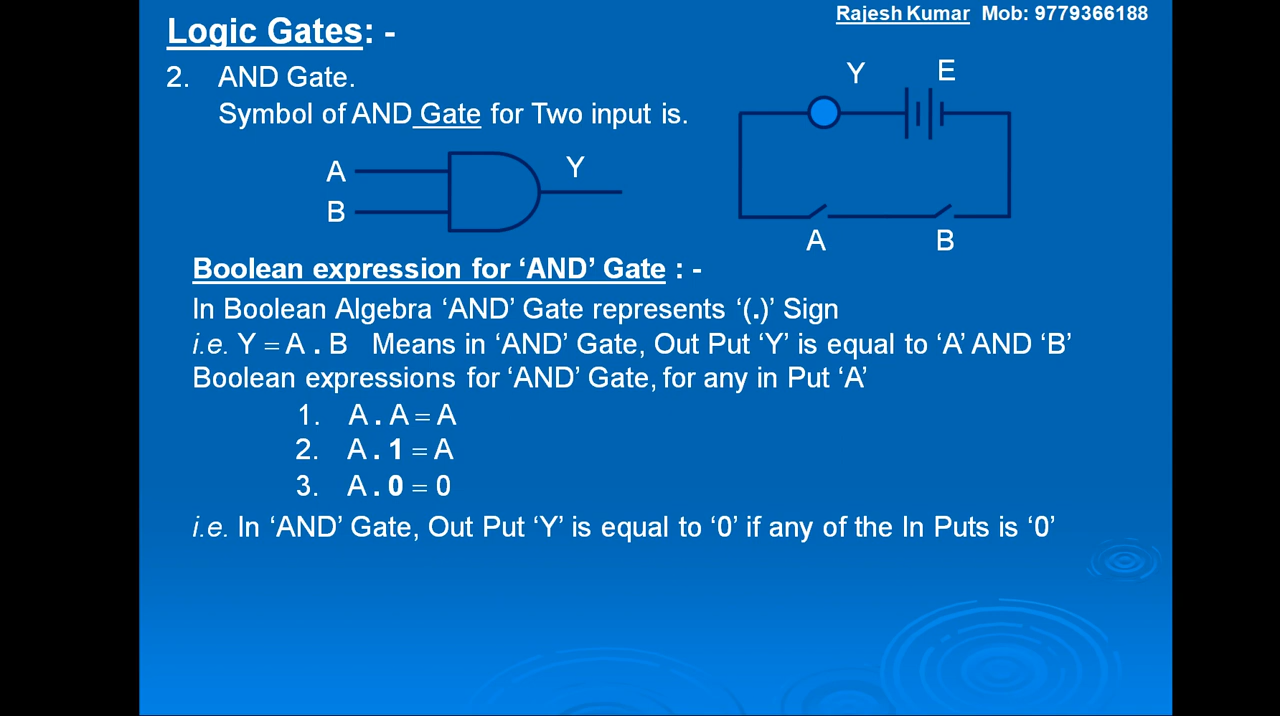 Rajesh Kumar Mob: 9779366188
Logic Gates: -
2. AND Gate.
Symbol of AND Gate for Two input is.
A
B
Y
Y E
A B
Boolean expression for ‘AND’ Gate : -
In Boolean Algebra ‘AND’ Gate represents ‘(.)’ Sign
i.e. Y = A . B Means in ‘AND’ Gate, Out Put ‘Y’ is equal to ‘A’ AND ‘B’
Boolean expressions for ‘AND’ Gate, for any in Put ‘A’
1. A . A = A
2. A . 1 = A
3. A . 0 = 0
i.e. In ‘AND’ Gate, Out Put ‘Y’ is equal to ‘0’ if any of the In Puts is ‘0’